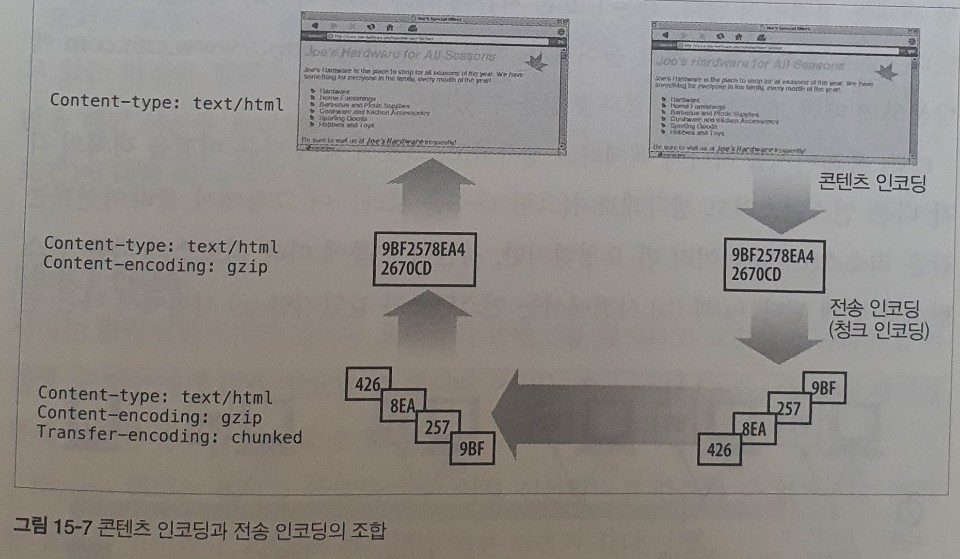 Joe's Special Offers
Joe's Hardware for All Seasons
Joe's Hardware is the place to shop for all seasons of the year. We have
something for everyone in the family, every month of the year!
Hardware
Home Furnishings
Barbecue and Picnic Supplies
Cookware and Kitchen Accessories
Sporting Goods
Hobbies and Toys
Be sure to visit us at Joe's Hardware frequently!
Joe's Special Offers
Joe's Hardware for All Seasons
Joe's Hardware is the place to shop for all seasons of the year. We have
something for everyone in the family, every month of the year!
Hardware
Home Furnishings
Barbecue and Picnic Supplies
Cookware and Kitchen Accessories
Sporting Goods
Hobbies and Toys
Be sure to visit us at Joe's Hardware frequently!
Content-type: text/html
콘텐츠 인코딩
Content-type: text/html
Content-encoding: gzip
9BF2578EA4
2670CD
9BF2578EA4
2670CD
전송 인코딩
(청크 인코딩)
Content-type: text/html
Content-encoding: gzip
Transfer-encoding: chunked
426
8EA
257
9BF
9BF
257
8EA
426
그림 15-7 콘텐츠 인코딩과 전송 인코딩의 조합